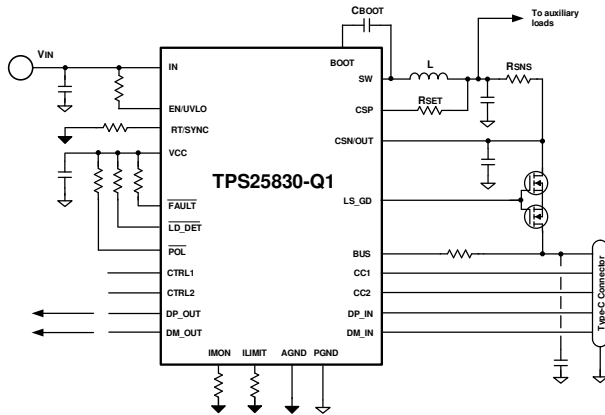 CBOOT
To auxiliary
loads
VIN
BOOT
IN
SW
L
RSNS
EN/UVLO
CSP
RSET
RT/SYNC
CSN/OUT
VCC
TPS25830-Q1
FAULT
LS_GD
LD_DET
POL
BUS
CTRL1
CC1
CTRL2
CC2
DP_OUT
DP_IN
DM_OUT
DM_IN
Type-C Connector
IMON
ILIMIT
AGND
PGND